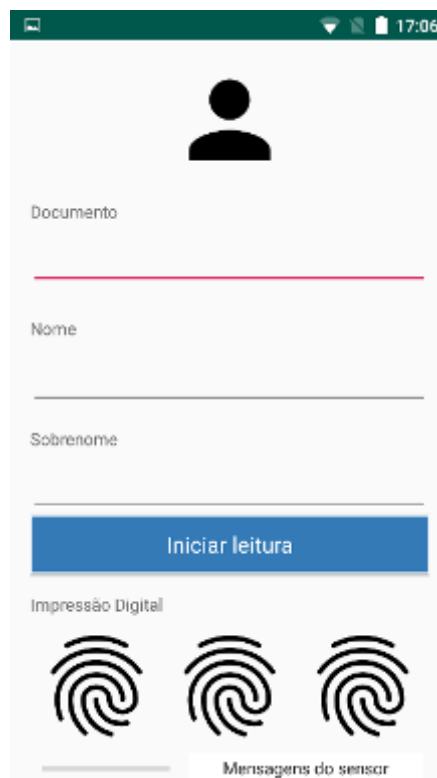 17:06
Documento
Nome
Sobrenome
Iniciar leitura
Impressão Digital
Mensagens do sensor